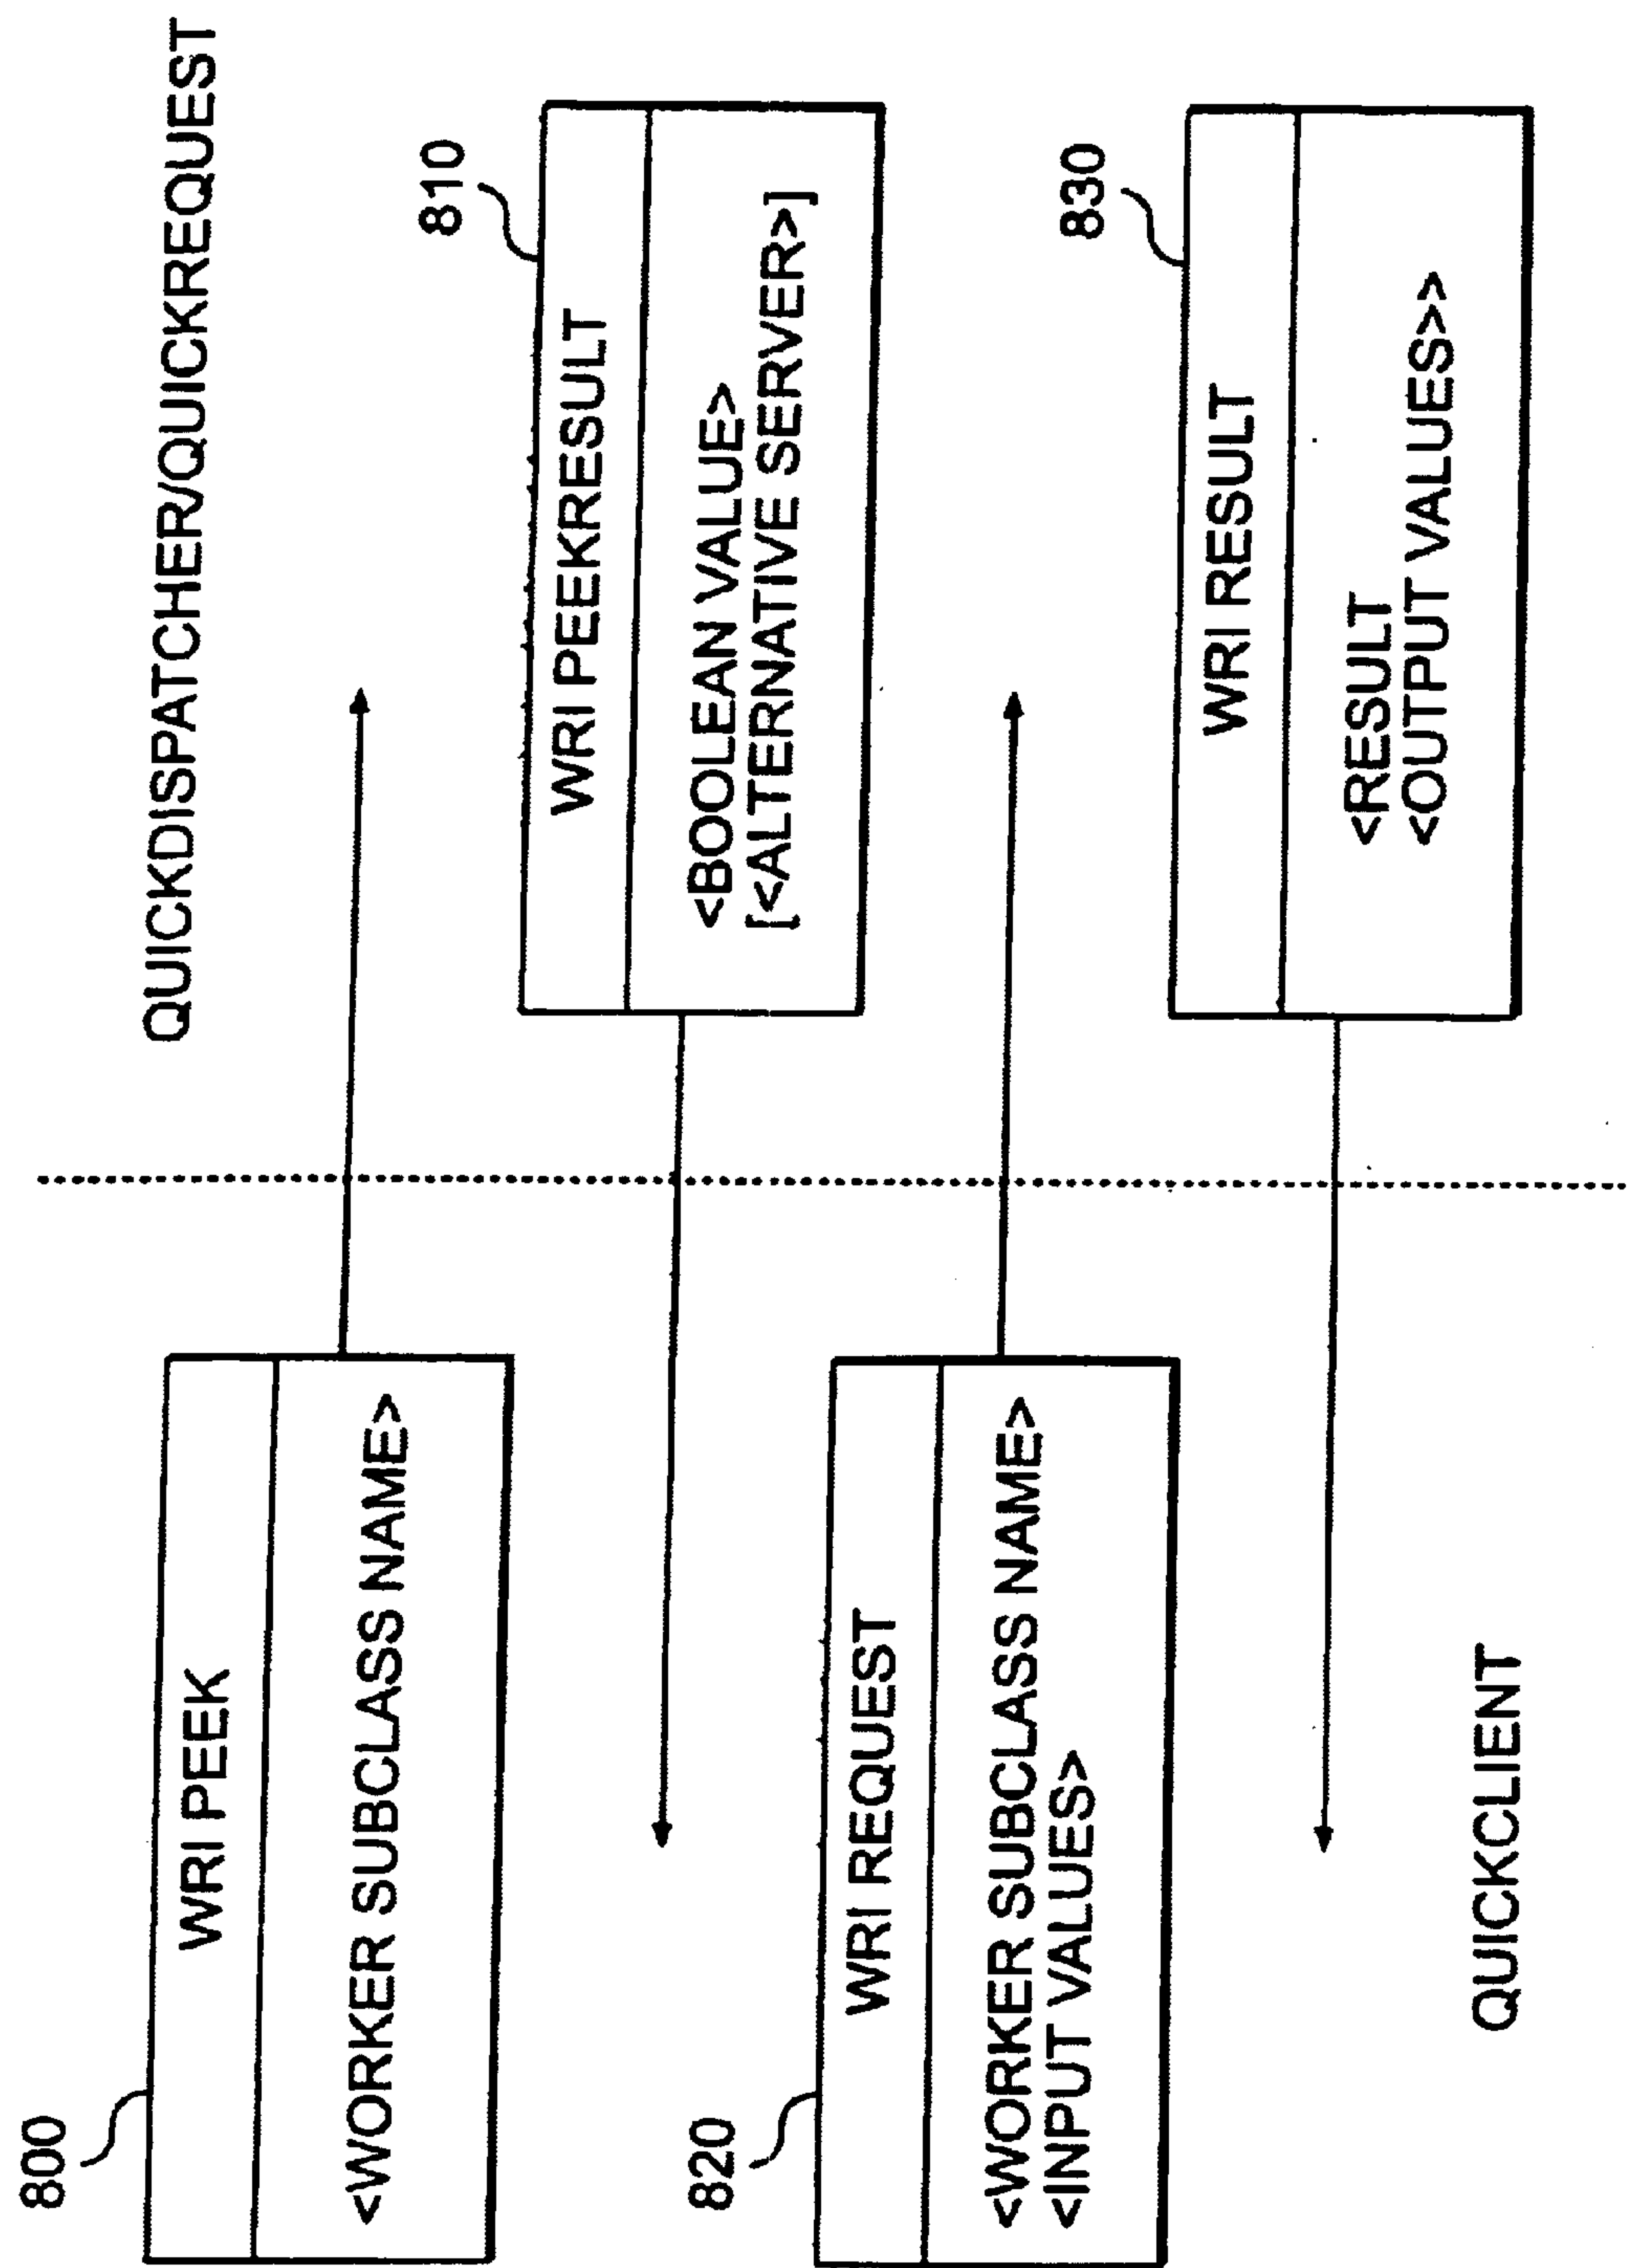 QUICKDISPATCHER/QUICKREQUEST
800
WRI PEEK
<WORKER SUBCLASS NAME>
810
WRI PEEKRESULT
<BOOLEAN VALUE>
[<ALTERNATIVE SERVER>]
820
WRI REQUEST
<WORKER SUBCLASS NAME>
<INPUT VALUES>
830
WRI RESULT
<RESULT
<OUTPUT VALUES>>
QUICKCLIENT